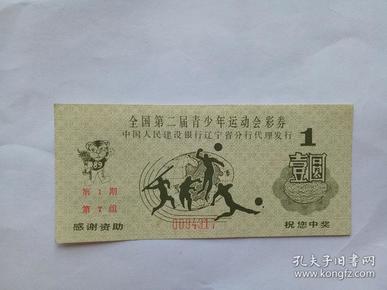 全国第二届青少年运动会彩券
中国人民建设银行辽宁省分行代理发行
1
89
壹圆
第 1 期
第 7 组
0094317
感谢资助
祝您中奖
孔夫子旧书网